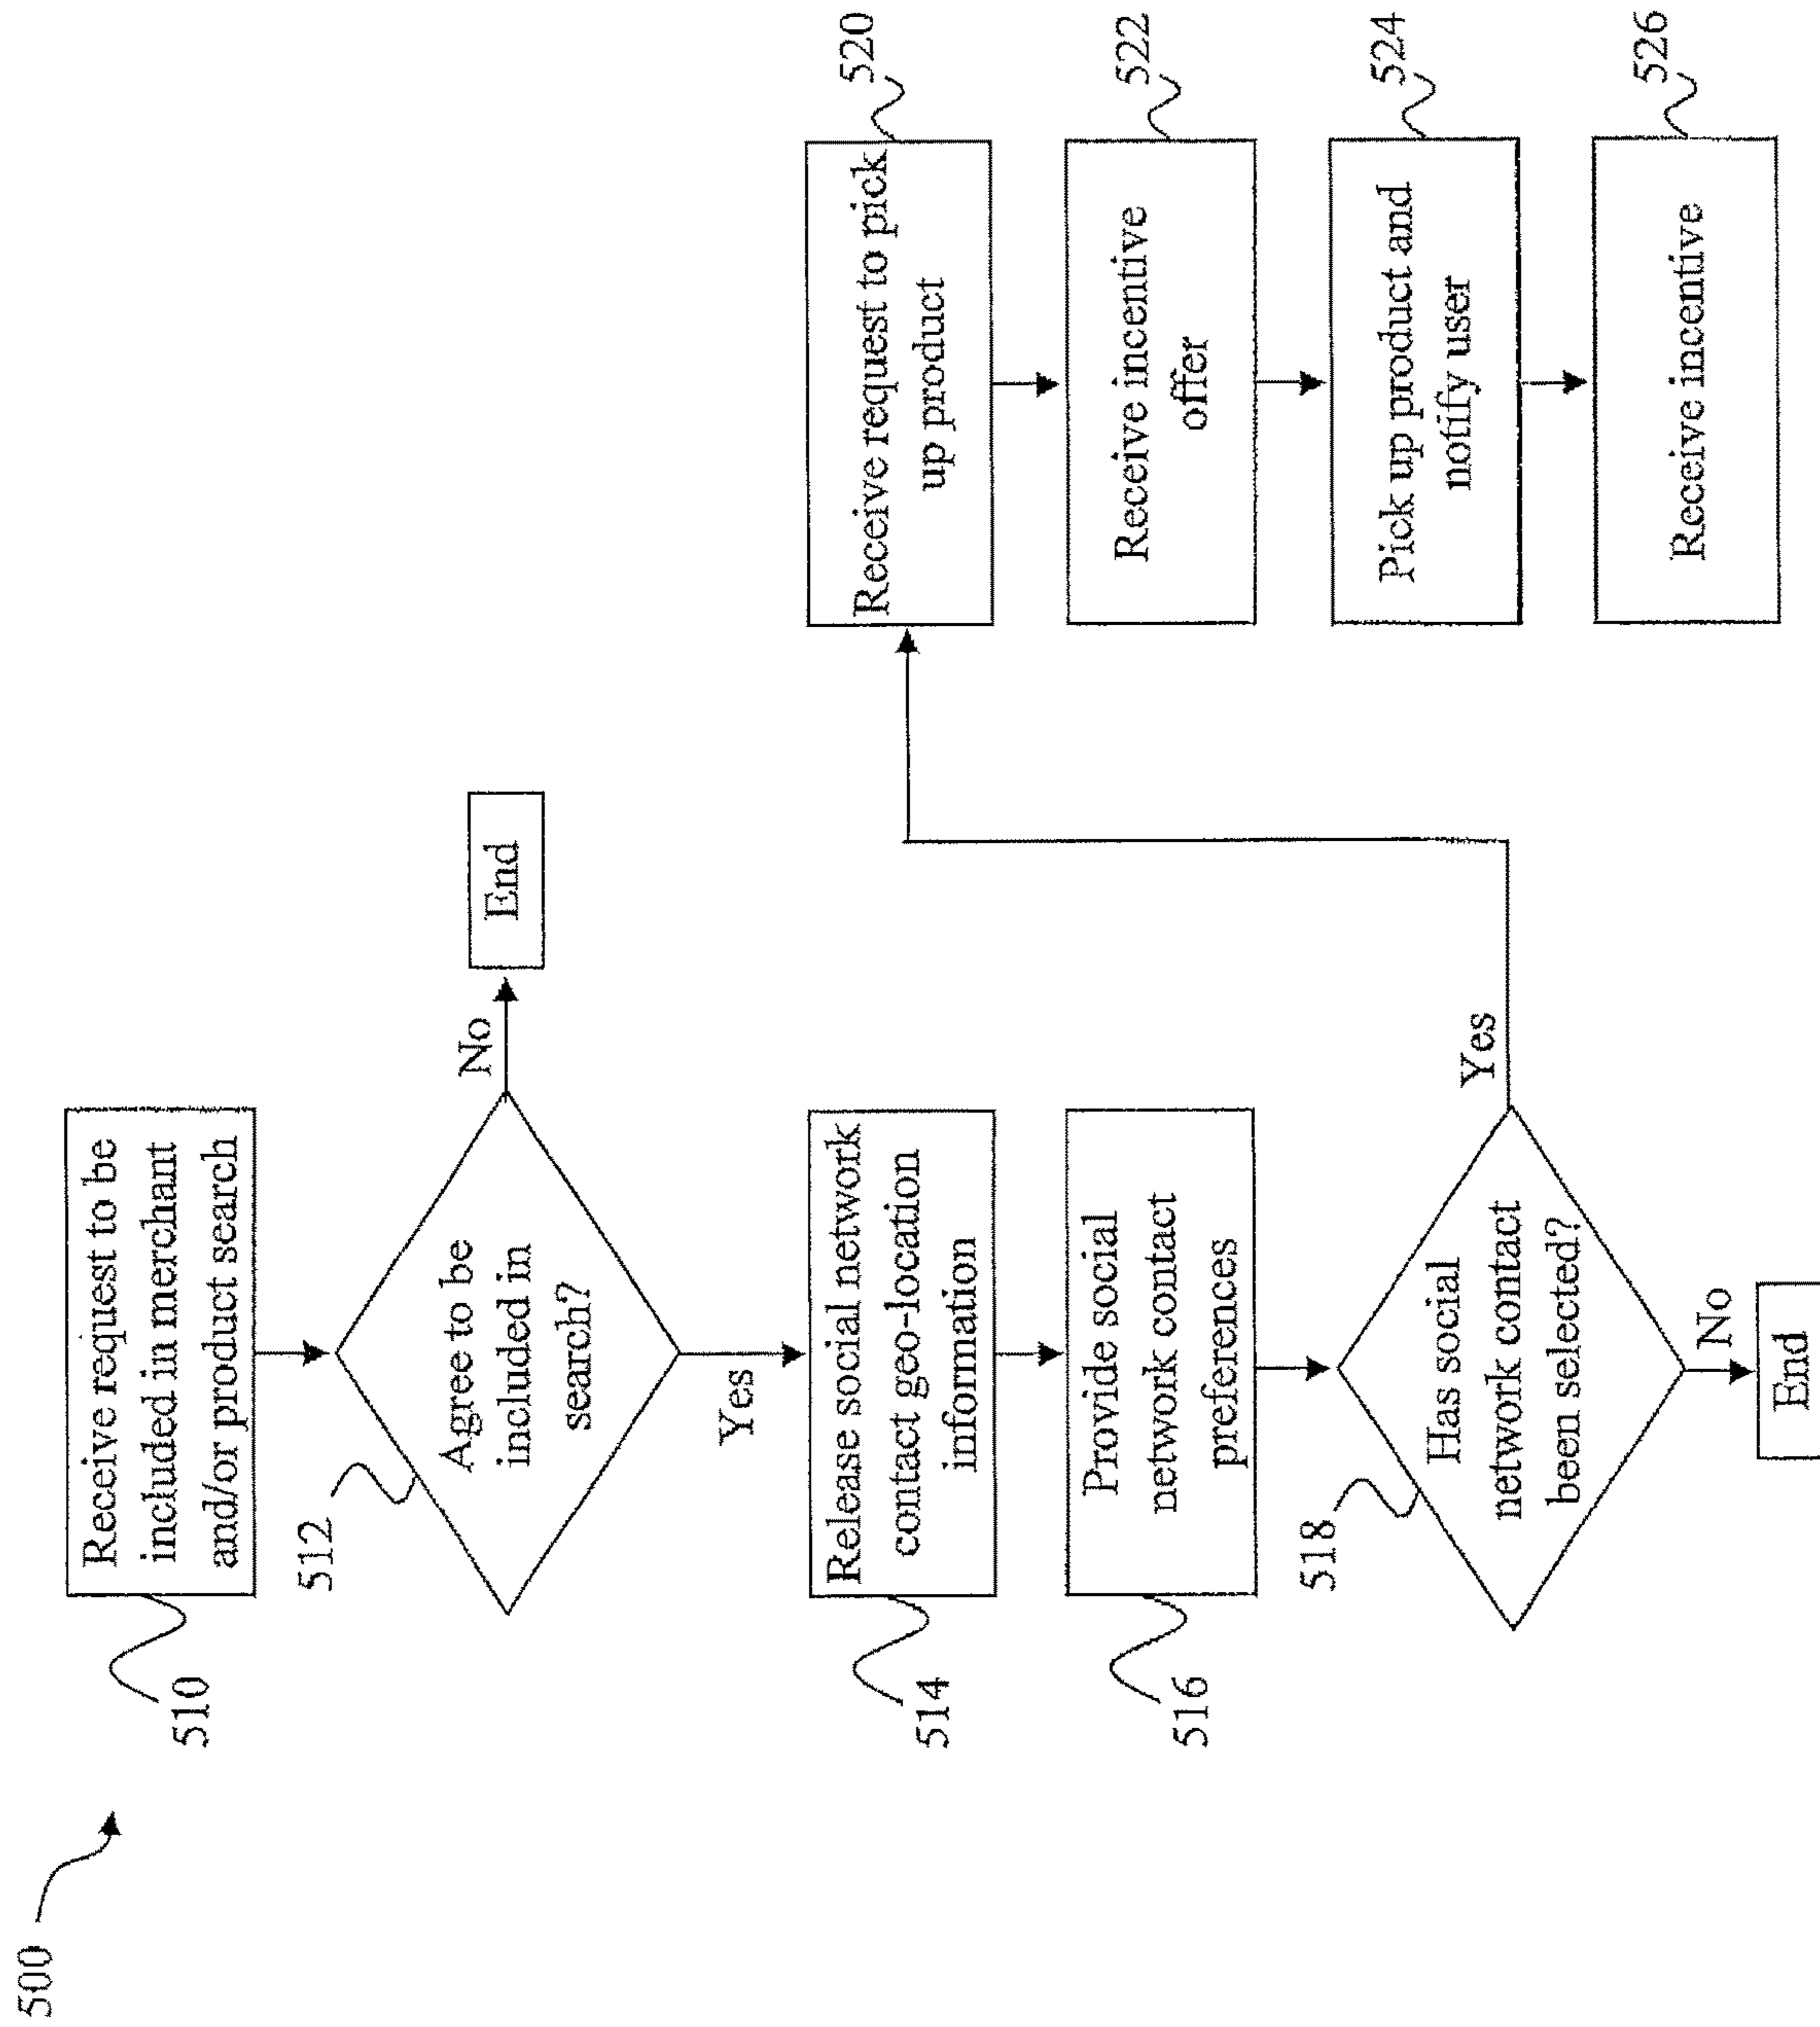 500
510
Receive request to be
included in merchant
and/or product search
512
Agree to be
included in
search?
No
End
Yes
514
Release social network
contact geo-location
information
516
Provide social
network contact
preferences
518
Has social
network contact
been selected?
No
End
Yes
Receive request to pick
up product
520
Receive incentive
offer
522
Pick up product and
notify user
524
Receive incentive
526